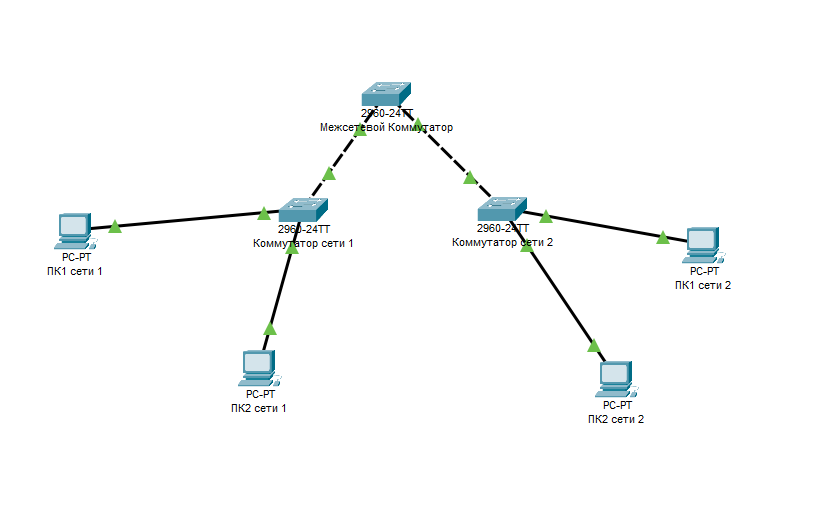 2960-24TT
Межсетевой Коммутатор
2960-24TT
Коммутатор сети 1
2960-24TT
Коммутатор сети 2
PC-PT
ПК1 сети 1
PC-PT
ПК1 сети 2
PC-PT
ПК2 сети 1
PC-PT
ПК2 сети 2